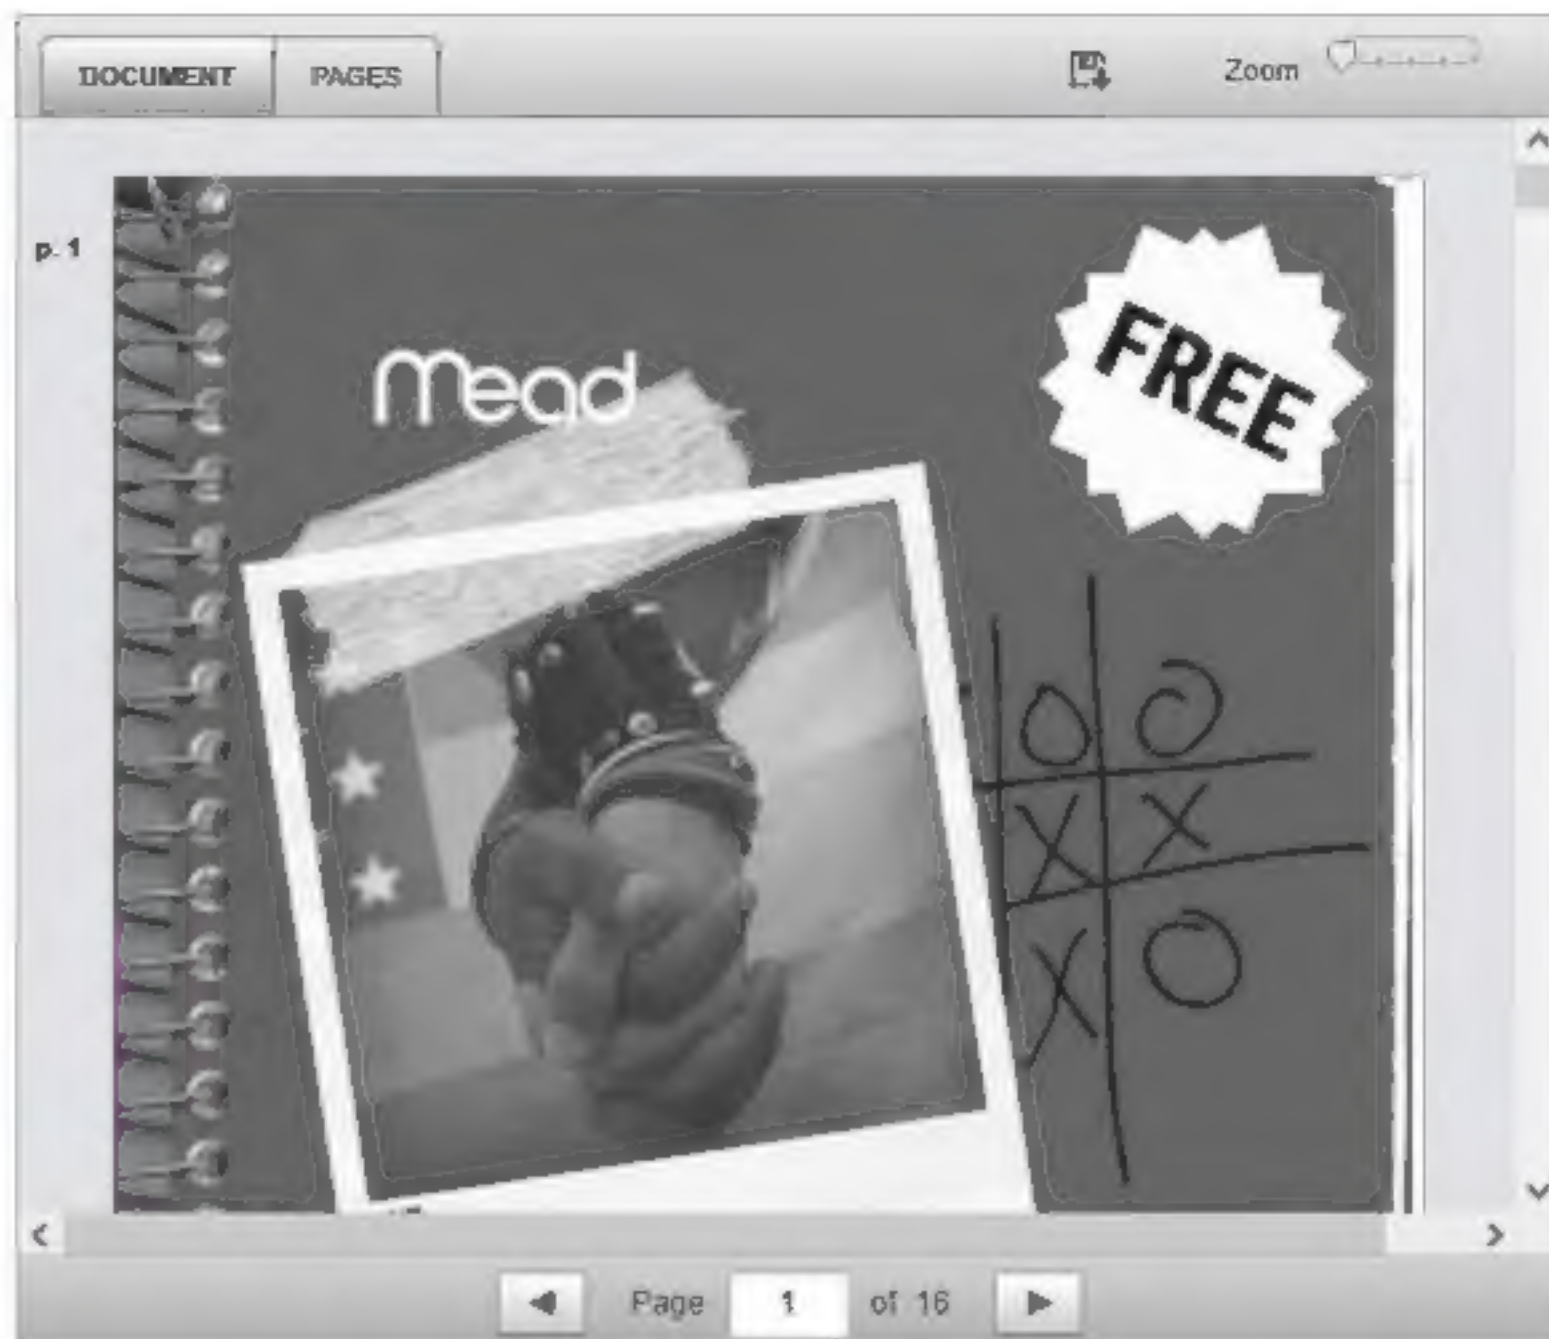 DOCUMENT PAGES Zoom
p. 1
FREE
mead
O O
X X
X O
Page 1 of 16